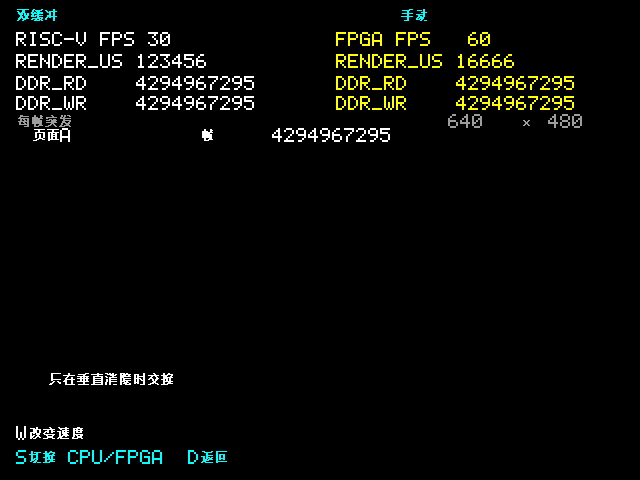 双缓冲 手动
RISC-V FPS 30 FPGA FPS 60
RENDER_US 123456 RENDER_US 16666
DDR_RD 4294967295 DDR_RD 4294967295
DDR_WR 4294967295 DDR_WR 4294967295
每帧突发 640 × 480
页面A 帧 4294967295
只在垂直消隐时交换
W改变速度
S切换 CPU/FPGA D返回